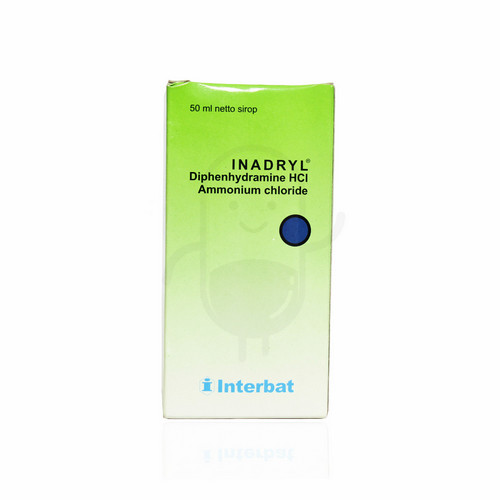 50 ml netto sirop
INADRYL®
Diphenhydramine HCl
Ammonium chloride
i Interbat